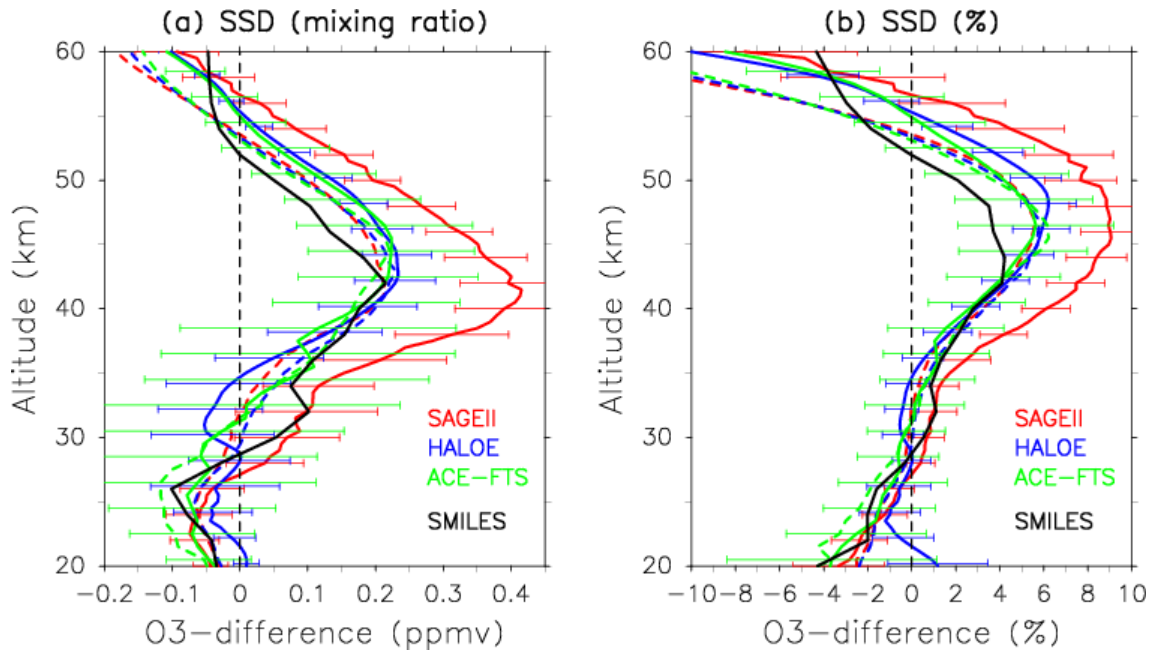 (a) SSD (mixing ratio)
60
50
40
30
20
Altitude (km)
SAGEII
HALOE
ACE-FTS
SMILES
-0.2 -0.1 0 0.1 0.2 0.3 0.4
O3-difference (ppmv)
(b) SSD (%)
60
50
40
30
20
Altitude (km)
SAGEII
HALOE
ACE-FTS
SMILES
-10 -8 -6 -4 -2 0 2 4 6 8 10
O3-difference (%)